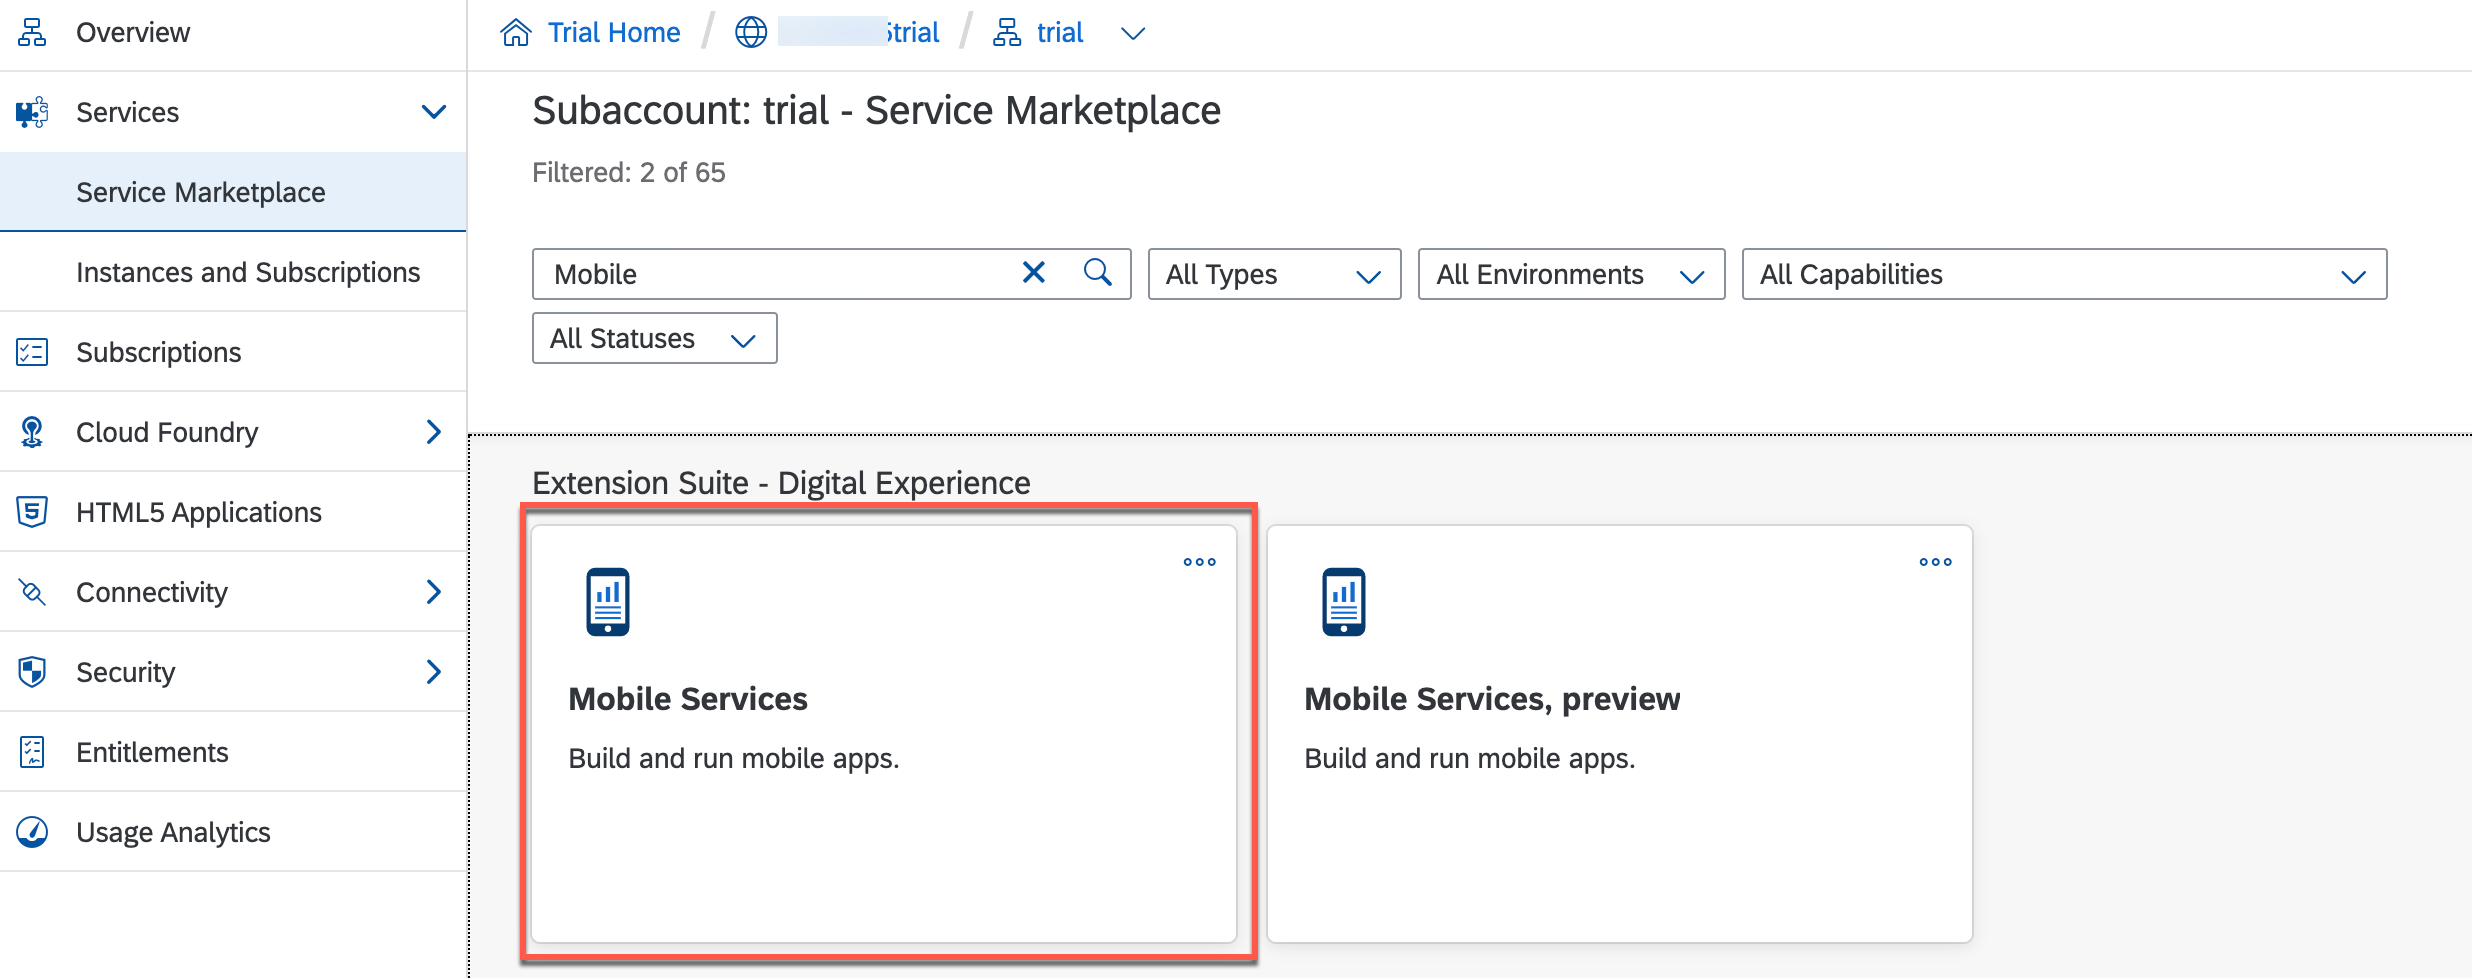 Overview
Services
Service Marketplace
Instances and Subscriptions
Subscriptions
Cloud Foundry
HTML5 Applications
Connectivity
Security
Entitlements
Usage Analytics
Trial Home / trial / trial
Subaccount: trial - Service Marketplace
Filtered: 2 of 65
Mobile
All Types
All Environments
All Capabilities
All Statuses
Extension Suite - Digital Experience
Mobile Services
Build and run mobile apps.
Mobile Services, preview
Build and run mobile apps.